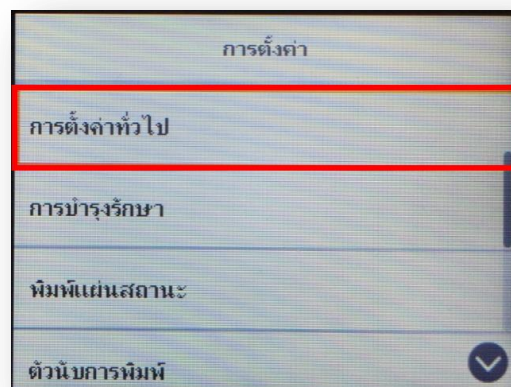 การตั้งค่า
การตั้งค่าทั่วไป
การบำรุงรักษา
พิมพ์แผ่นสถานะ
ตัวนับการพิมพ์